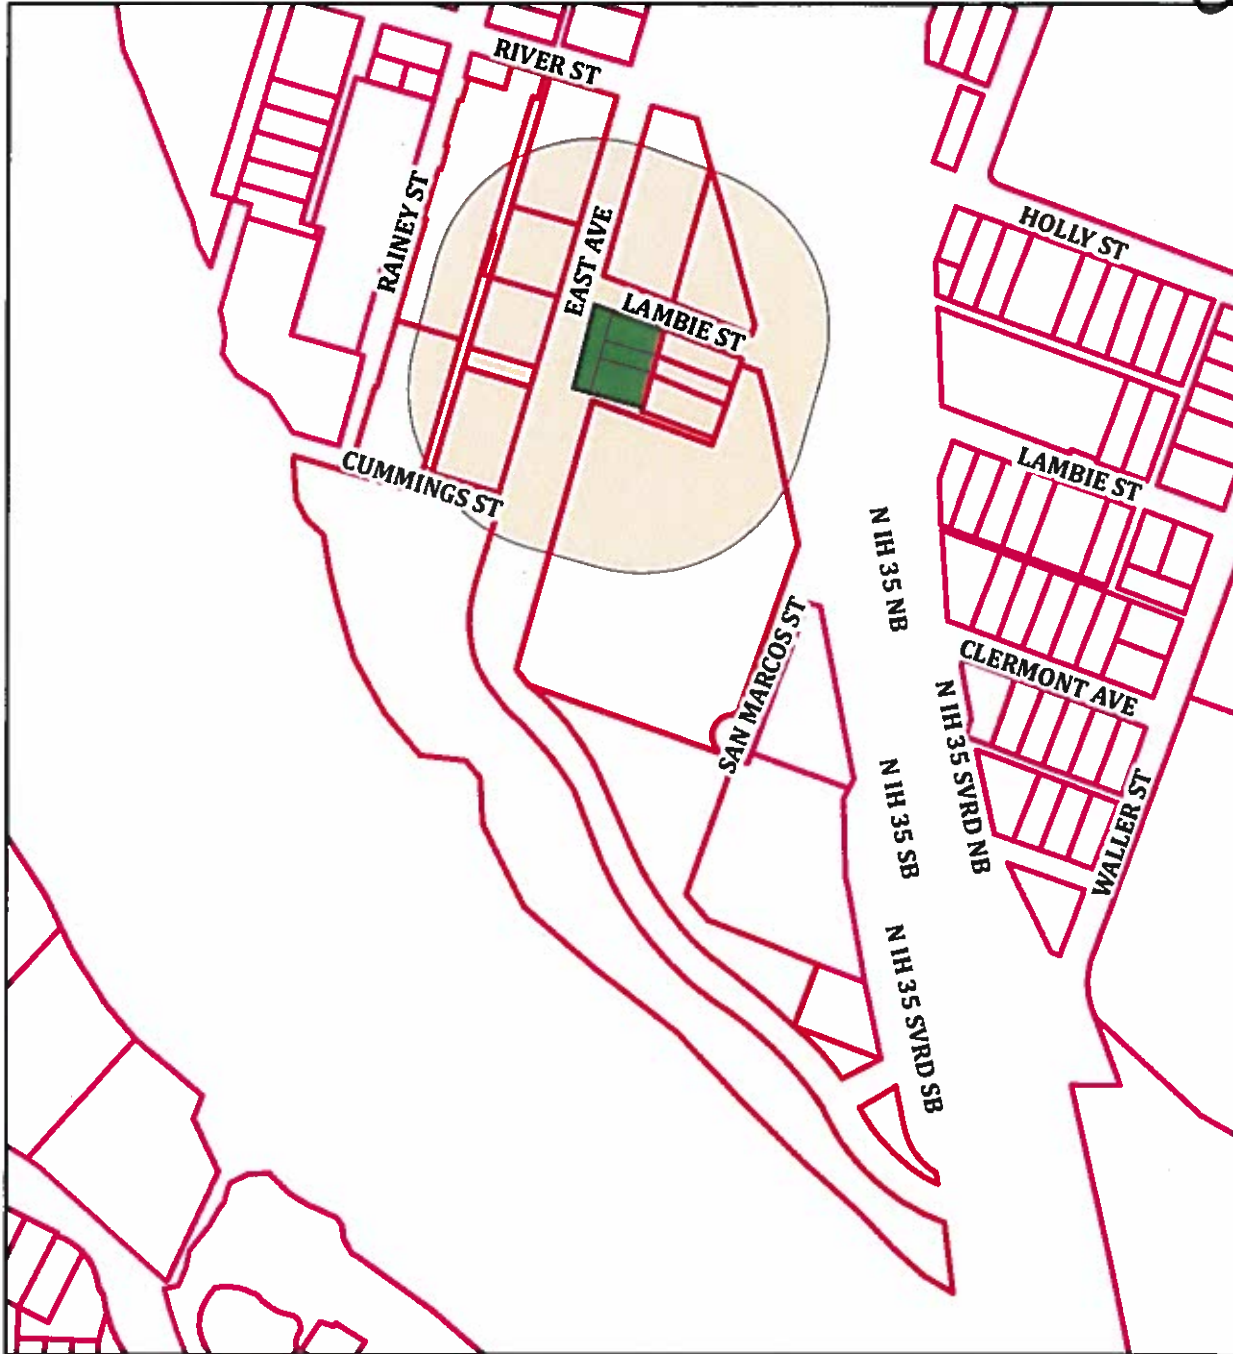 RIVER ST
RAINEY ST
EAST AVE
HOLLY ST
LAMBIE ST
LAMBIE ST
CUMMINGS ST
N IH 35 NB
SAN MARCOS ST
CLERMONT AVE
N IH 35 SVRD NB
N IH 35 SB
WALLER ST
N IH 35 SVRD SB